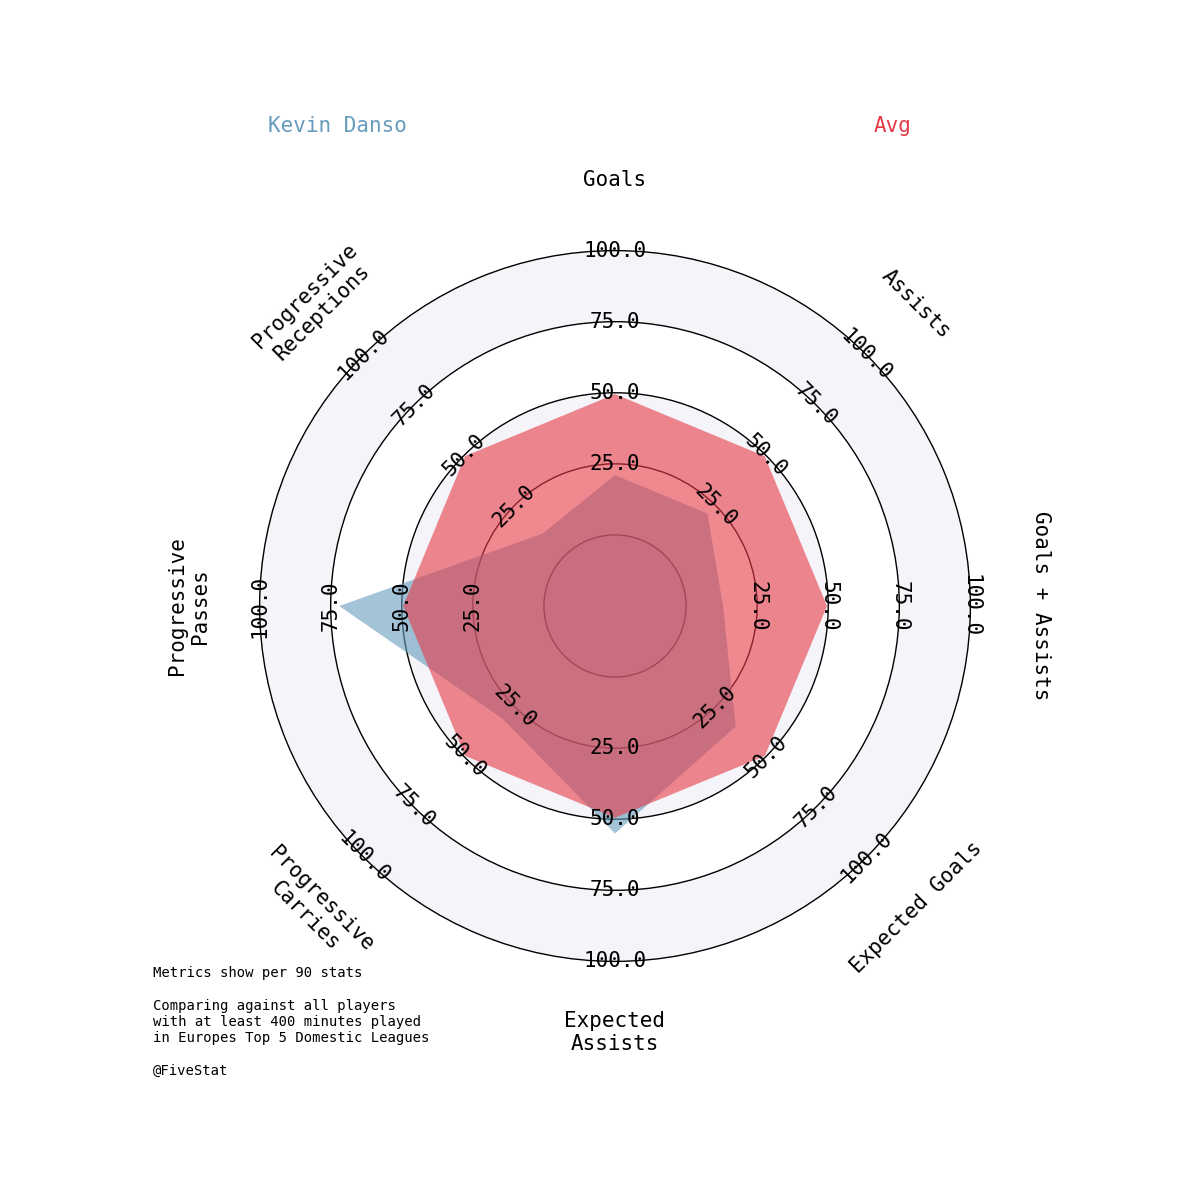 Kevin Danso
Avg
Goals
Progressive
Receptions
Assists
100.0
100.0
100.0
75.0
75.0
75.0
50.0
50.0
50.0
25.0
25.0
25.0
Progressive
Passes
100.0
75.0
50.0
25.0
25.0
50.0
75.0
100.0
Goals + Assists
25.0
25.0
25.0
50.0
50.0
50.0
75.0
75.0
75.0
100.0
100.0
100.0
Progressive
Carries
Expected Goals
Expected
Assists
Metrics show per 90 stats
Comparing against all players
with at least 400 minutes played
in Europes Top 5 Domestic Leagues
@FiveStat